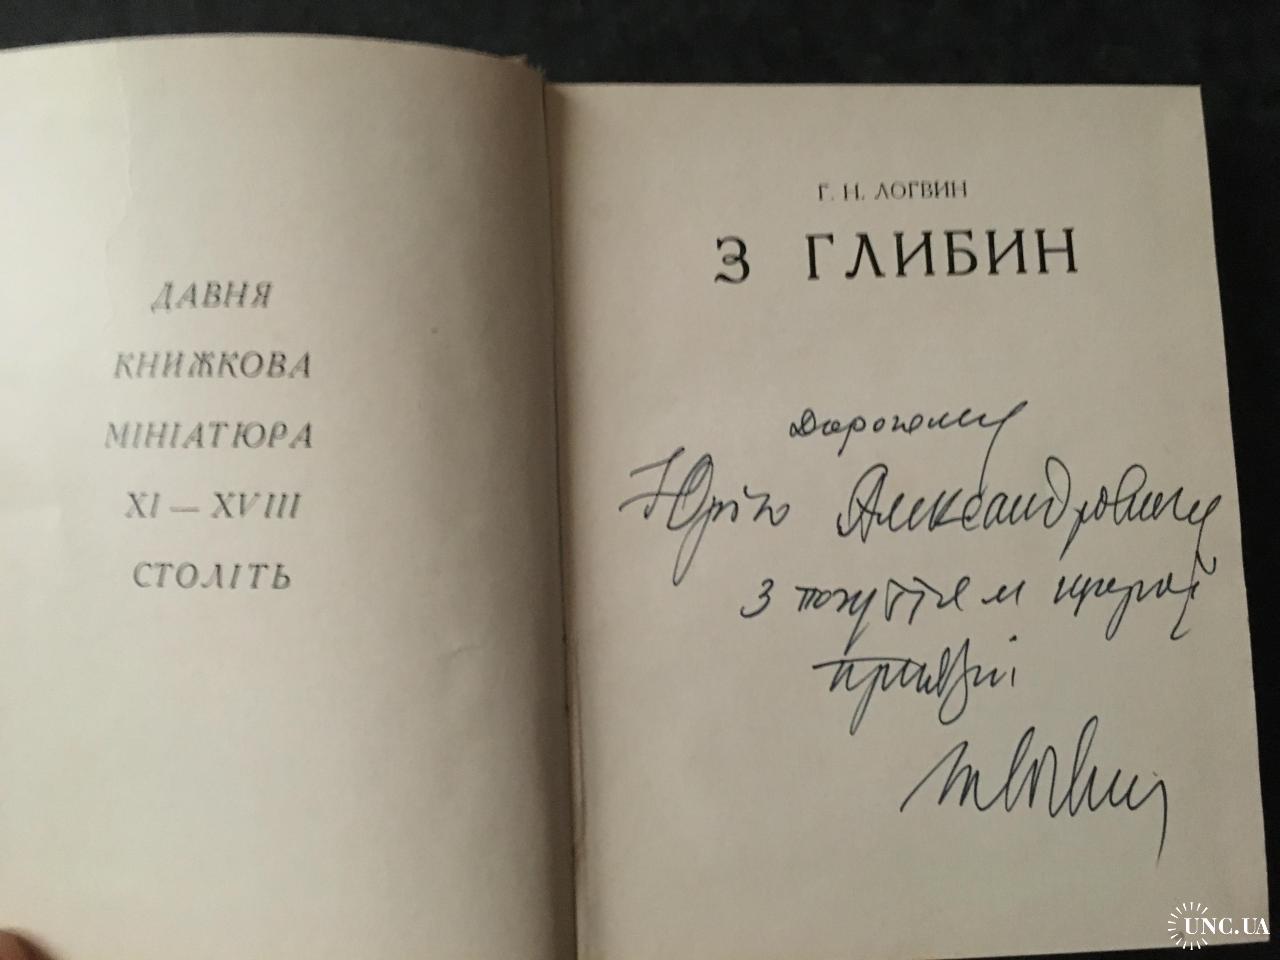 ДАВНЯ
КНИЖКОВА
МІНІАТЮРА
XI — XVIII
СТОЛІТЬ
Г. Н. ЛОГВИН
З ГЛИБИН
Дорогому
Юрію Александровичу
з почуттям щирої
приязні
UNC.UA